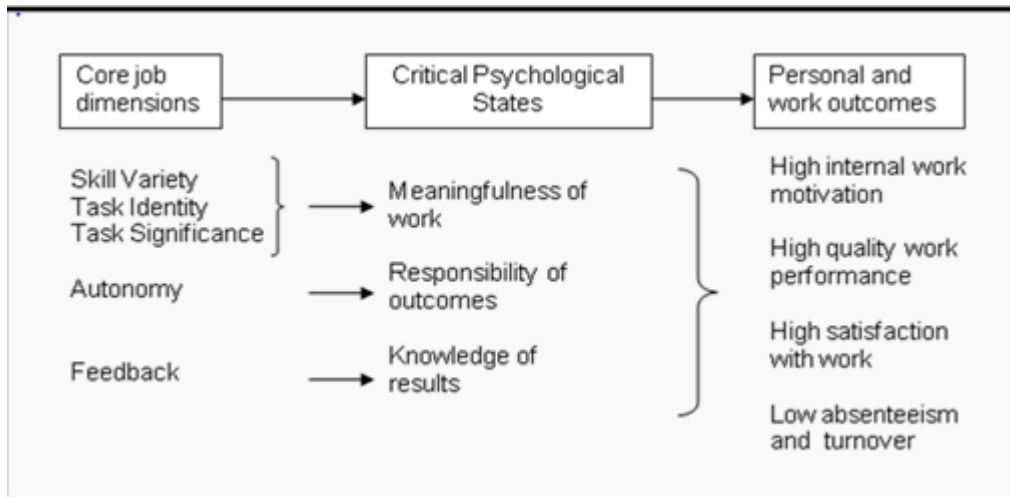 Core job
dimensions
Critical Psychological
States
Personal and
work outcomes
Skill Variety
Task Identity
Task Significance
Meaningfulness of
work
High internal work
motivation
Autonomy
Responsibility of
outcomes
High quality work
performance
Feedback
Knowledge of
results
High satisfaction
with work
Low absenteeism
and turnover